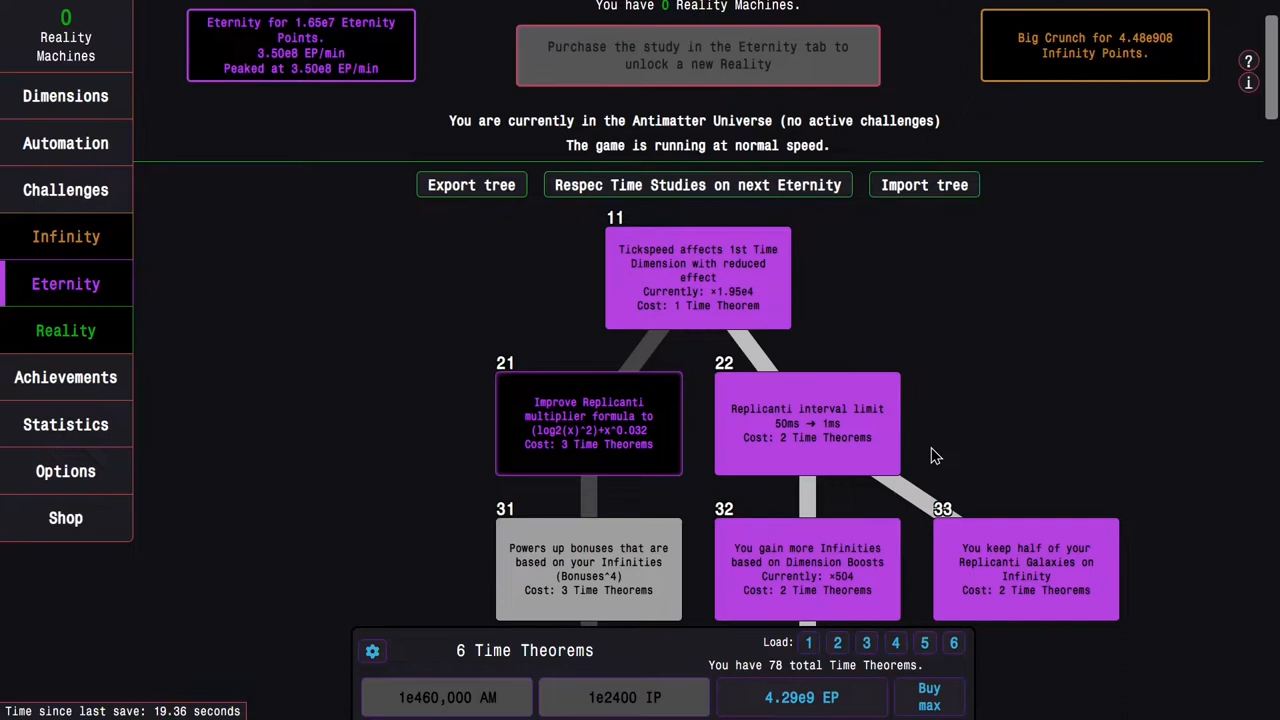 You have 0 Reality Machines.
0
Reality
Machines
Eternity for 1.65e7 Eternity
Points.
3.50e8 EP/min
Peaked at 3.50e8 EP/min
Purchase the study in the Eternity tab to
unlock a new Reality
Big Crunch for 4.48e908
Infinity Points.
?
i
Dimensions
Automation
Challenges
Infinity
Eternity
Reality
Achievements
Statistics
Options
Shop
You are currently in the Antimatter Universe (no active challenges)
The game is running at normal speed.
Export tree
Respec Time Studies on next Eternity
Import tree
11
Tickspeed affects 1st Time
Dimension with reduced
effect
Currently: ×1.95e4
Cost: 1 Time Theorem
21
Improve Replicanti
multiplier formula to
(log2(x)^2)+x^0.032
Cost: 3 Time Theorems
22
Replicanti interval limit
50ms ➜ 1ms
Cost: 2 Time Theorems
31
Powers up bonuses that are
based on your Infinities
(Bonuses^4)
Cost: 3 Time Theorems
32
You gain more Infinities
based on Dimension Boosts
Currently: ×504
Cost: 2 Time Theorems
33
You keep half of your
Replicanti Galaxies on
Infinity
Cost: 2 Time Theorems
6 Time Theorems
Load: 1 2 3 4 5 6
You have 78 total Time Theorems.
1e460,000 AM
1e2400 IP
4.29e9 EP
Buy
max
Time since last save: 19.36 seconds